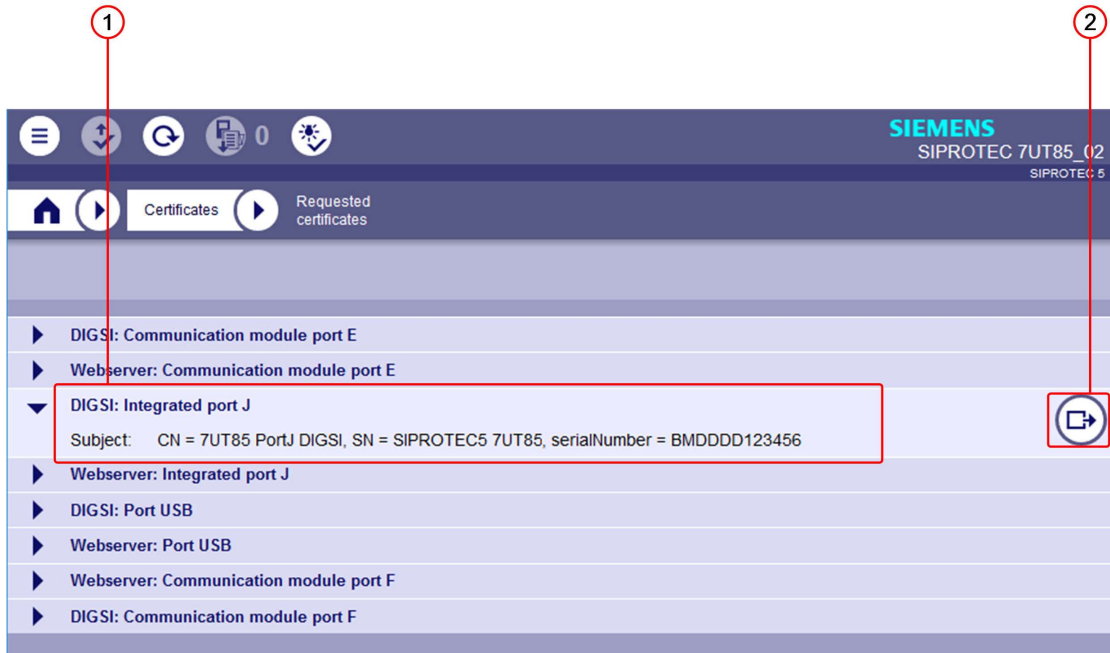 1
2
0
SIEMENS
SIPROTEC 7UT85_02
SIPROTEC 5
Certificates
Requested
certificates
DIGSI: Communication module port E
Webserver: Communication module port E
DIGSI: Integrated port J
Subject: CN = 7UT85 PortJ DIGSI, SN = SIPROTEC5 7UT85, serialNumber = BMDDDD123456
Webserver: Integrated port J
DIGSI: Port USB
Webserver: Port USB
Webserver: Communication module port F
DIGSI: Communication module port F